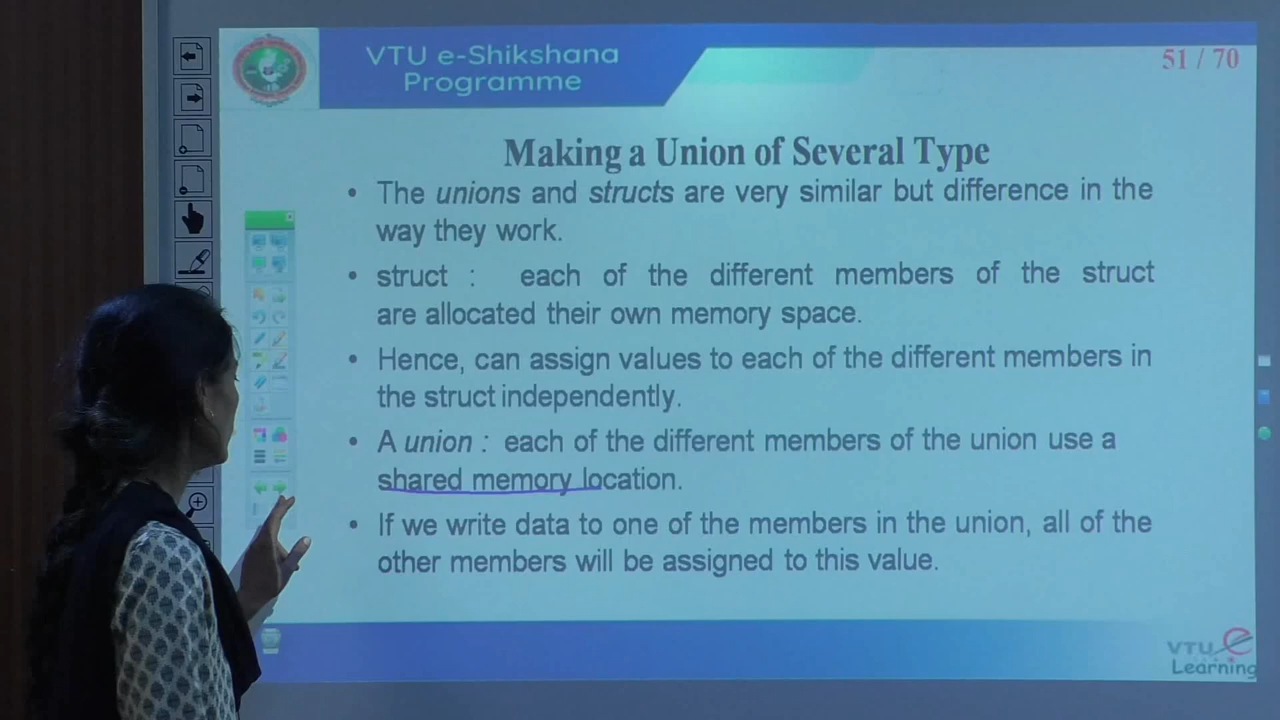 VTU e-Shikshana
Programme
51 / 70
Making a Union of Several Type
• The unions and structs are very similar but difference in the
way they work.
• struct : each of the different members of the struct
are allocated their own memory space.
• Hence, can assign values to each of the different members in
the struct independently.
• A union : each of the different members of the union use a
shared memory location.
• If we write data to one of the members in the union, all of the
other members will be assigned to this value.
VTU e
Learning